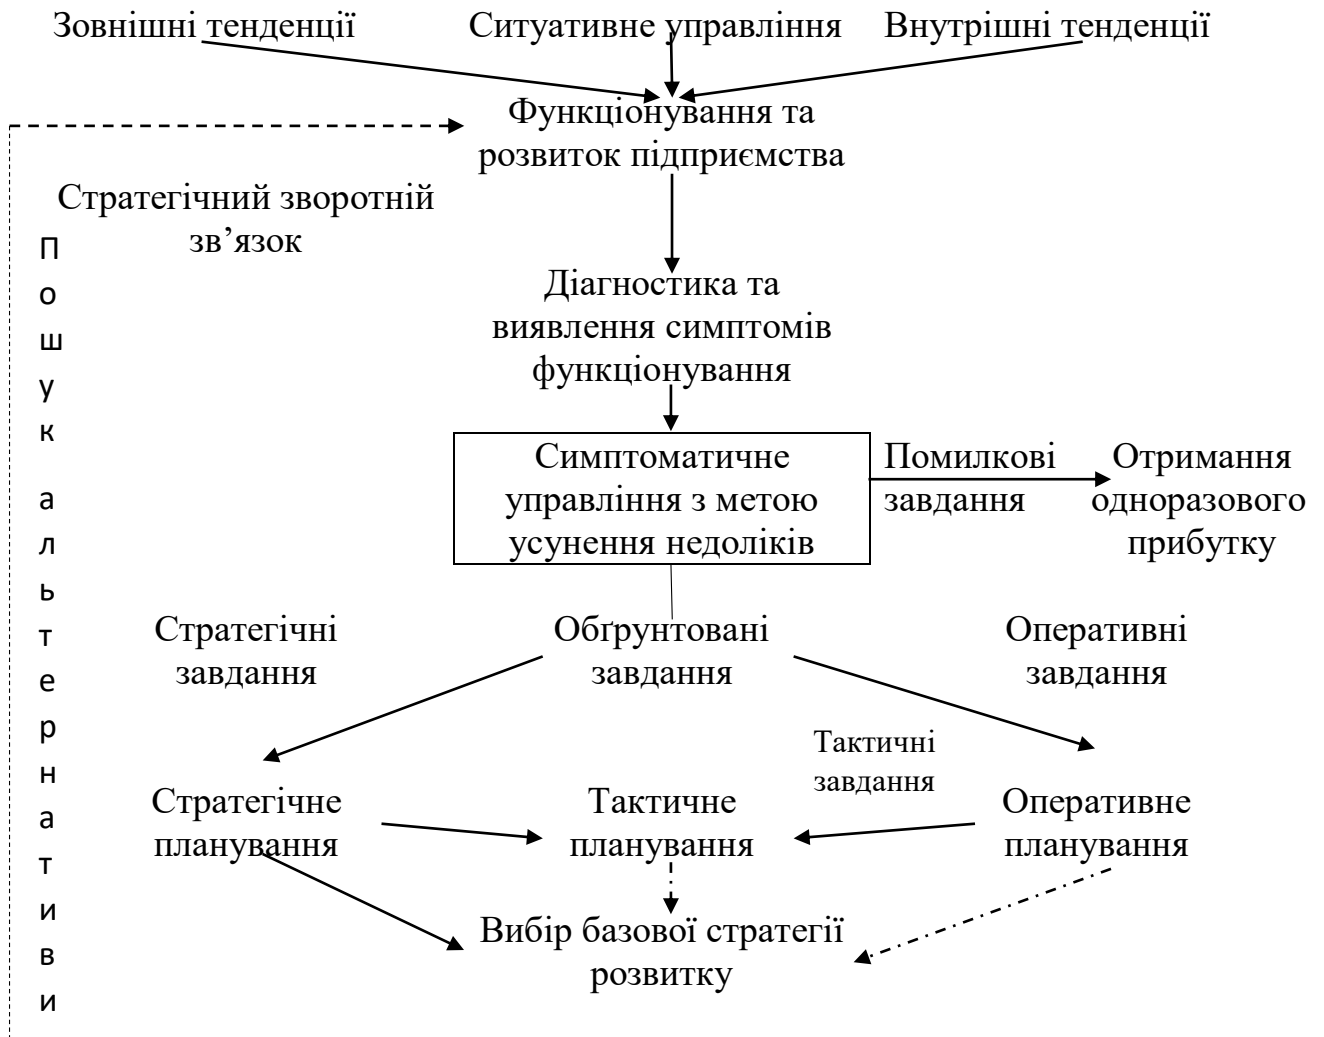 Зовнішні тенденції
Ситуативне управління
Внутрішні тенденції
Функціонування та
розвиток підприємства
Стратегічний зворотній
зв’язок
Пошук альтернативи
Діагностика та
виявлення симптомів
функціонування
Симптоматичне
управління з метою
усунення недоліків
Помилкові
завдання
Отримання
одноразового
прибутку
Стратегічні
завдання
Обґрунтовані
завдання
Оперативні
завдання
Тактичні
завдання
Стратегічне
планування
Тактичне
планування
Оперативне
планування
Вибір базової стратегії
розвитку